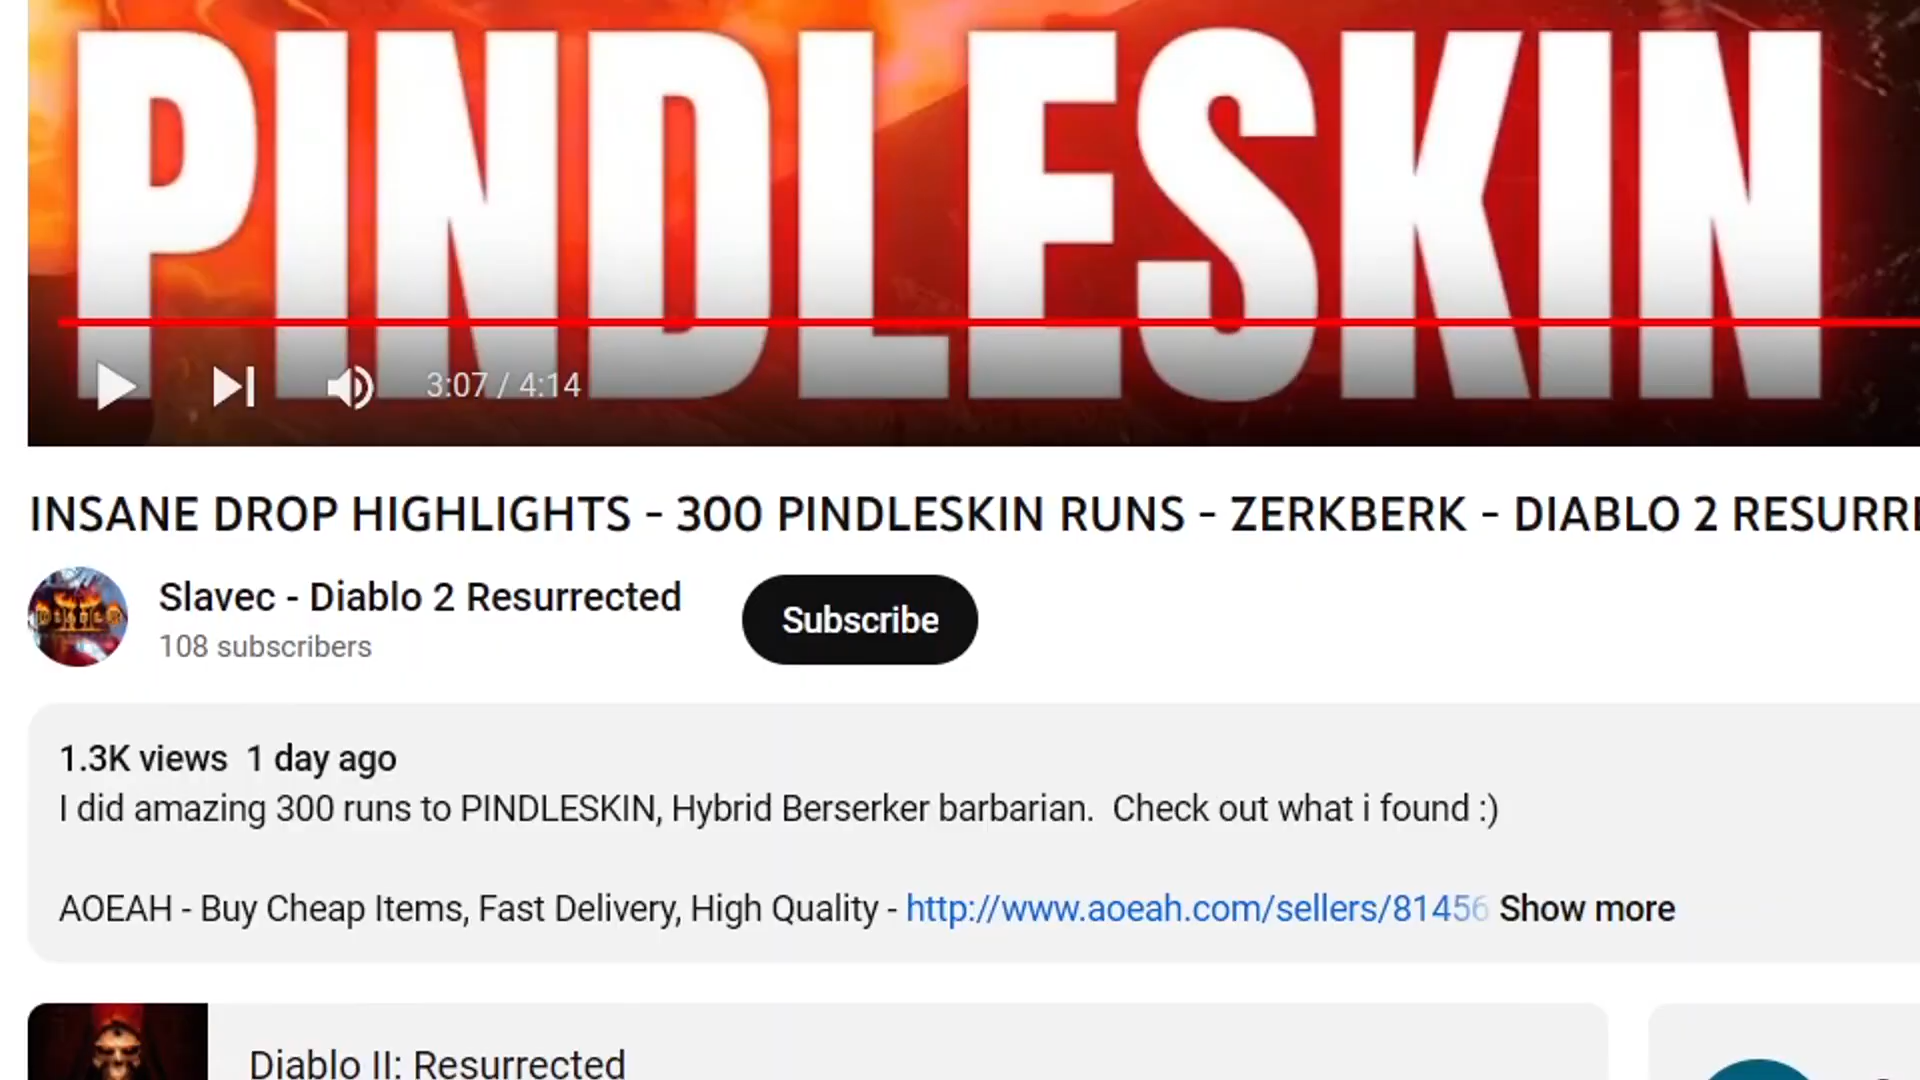 PINDLESKIN
3:07 / 4:14
INSANE DROP HIGHLIGHTS - 300 PINDLESKIN RUNS - ZERKBERK - DIABLO 2 RESURRE
Slavec - Diablo 2 Resurrected
108 subscribers
Subscribe
1.3K views 1 day ago
I did amazing 300 runs to PINDLESKIN, Hybrid Berserker barbarian. Check out what i found :)
AOEAH - Buy Cheap Items, Fast Delivery, High Quality - http://www.aoeah.com/sellers/81456 Show more
Diablo II: Resurrected